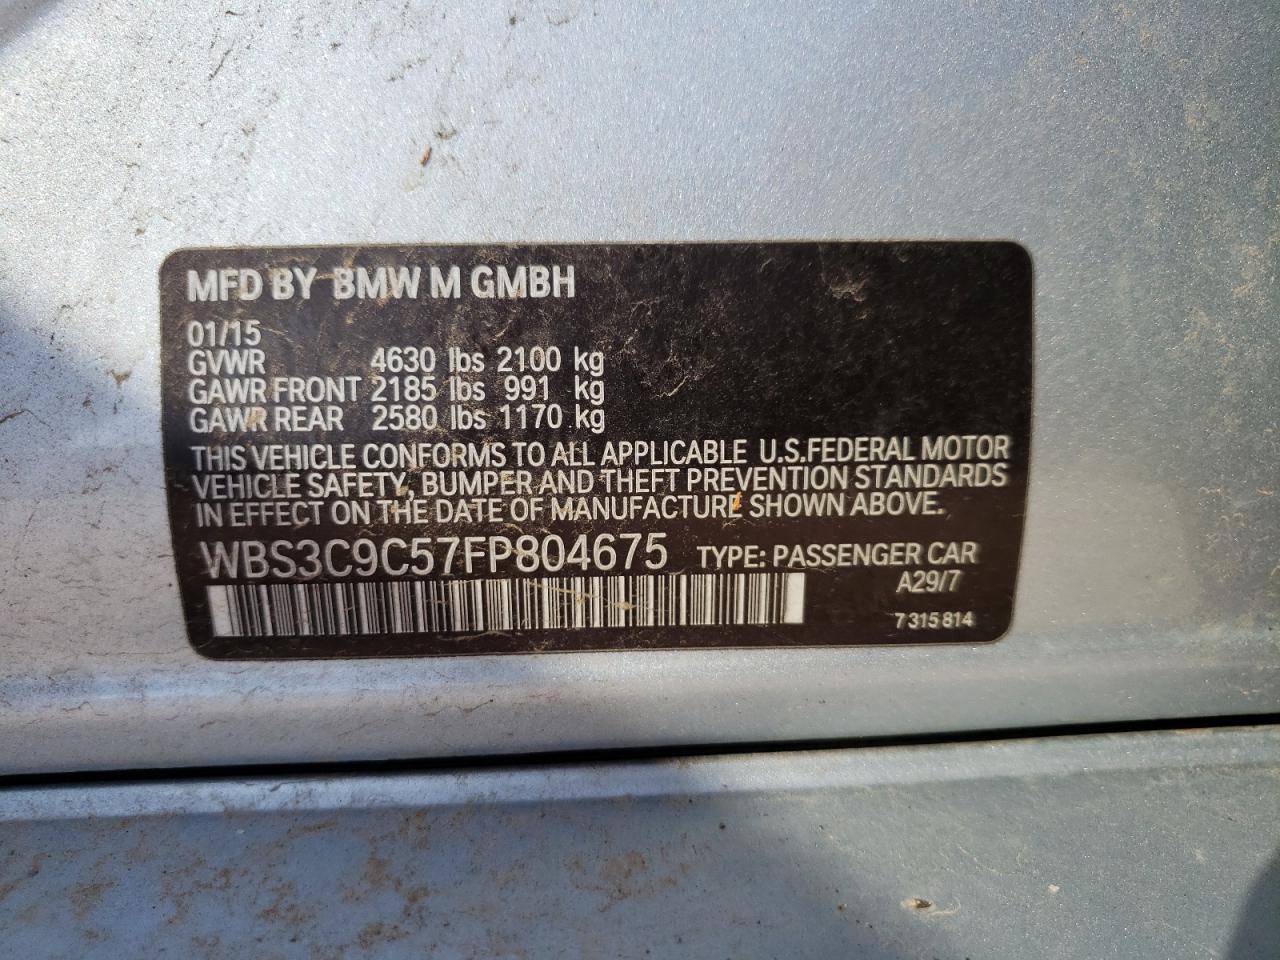 MFD BY BMW M GMBH
01/15
GVWR 4630 lbs 2100 kg
GAWR FRONT 2185 lbs 991 kg
GAWR REAR 2580 lbs 1170 kg
THIS VEHICLE CONFORMS TO ALL APPLICABLE U.S.FEDERAL MOTOR
VEHICLE SAFETY, BUMPER AND THEFT PREVENTION STANDARDS
IN EFFECT ON THE DATE OF MANUFACTURE SHOWN ABOVE.
WBS3C9C57FP804675 TYPE: PASSENGER CAR
A29/7
7 315 814